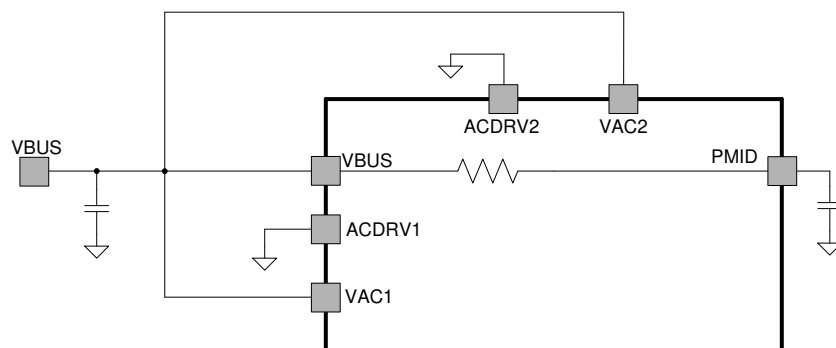 ACDRV2
VAC2
VBUS
VBUS
PMID
ACDRV1
VAC1